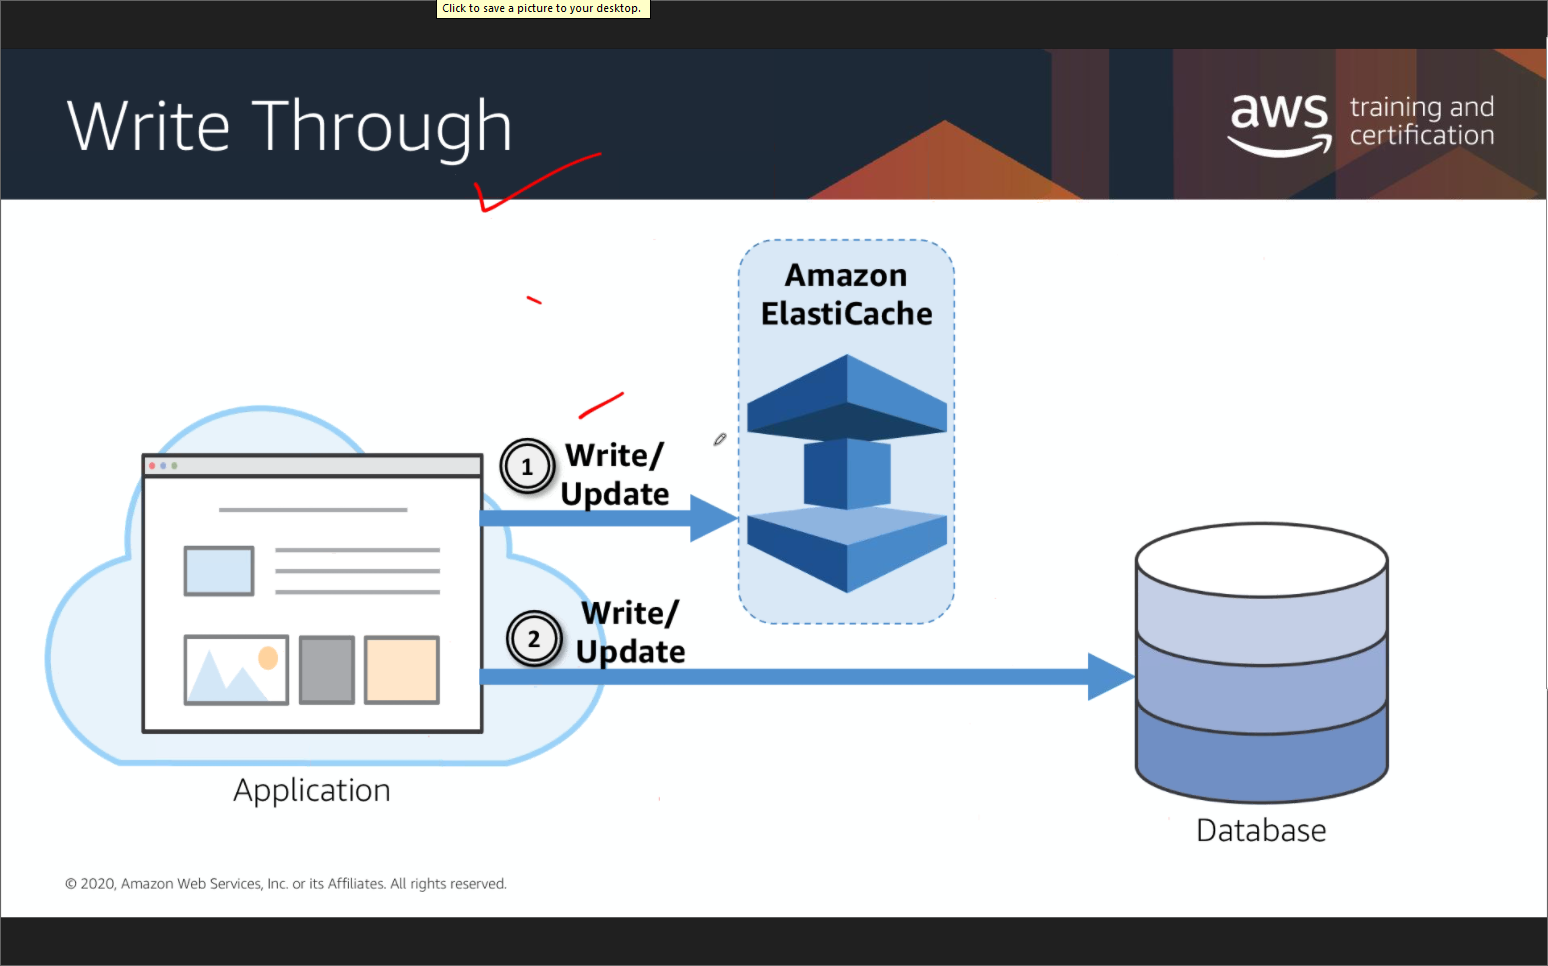 Click to save a picture to your desktop.
Write Through
aws
training and
certification
Amazon
ElastiCache
1
Write/
Update
2
Write/
Update
Application
Database
© 2020, Amazon Web Services, Inc. or its Affiliates. All rights reserved.